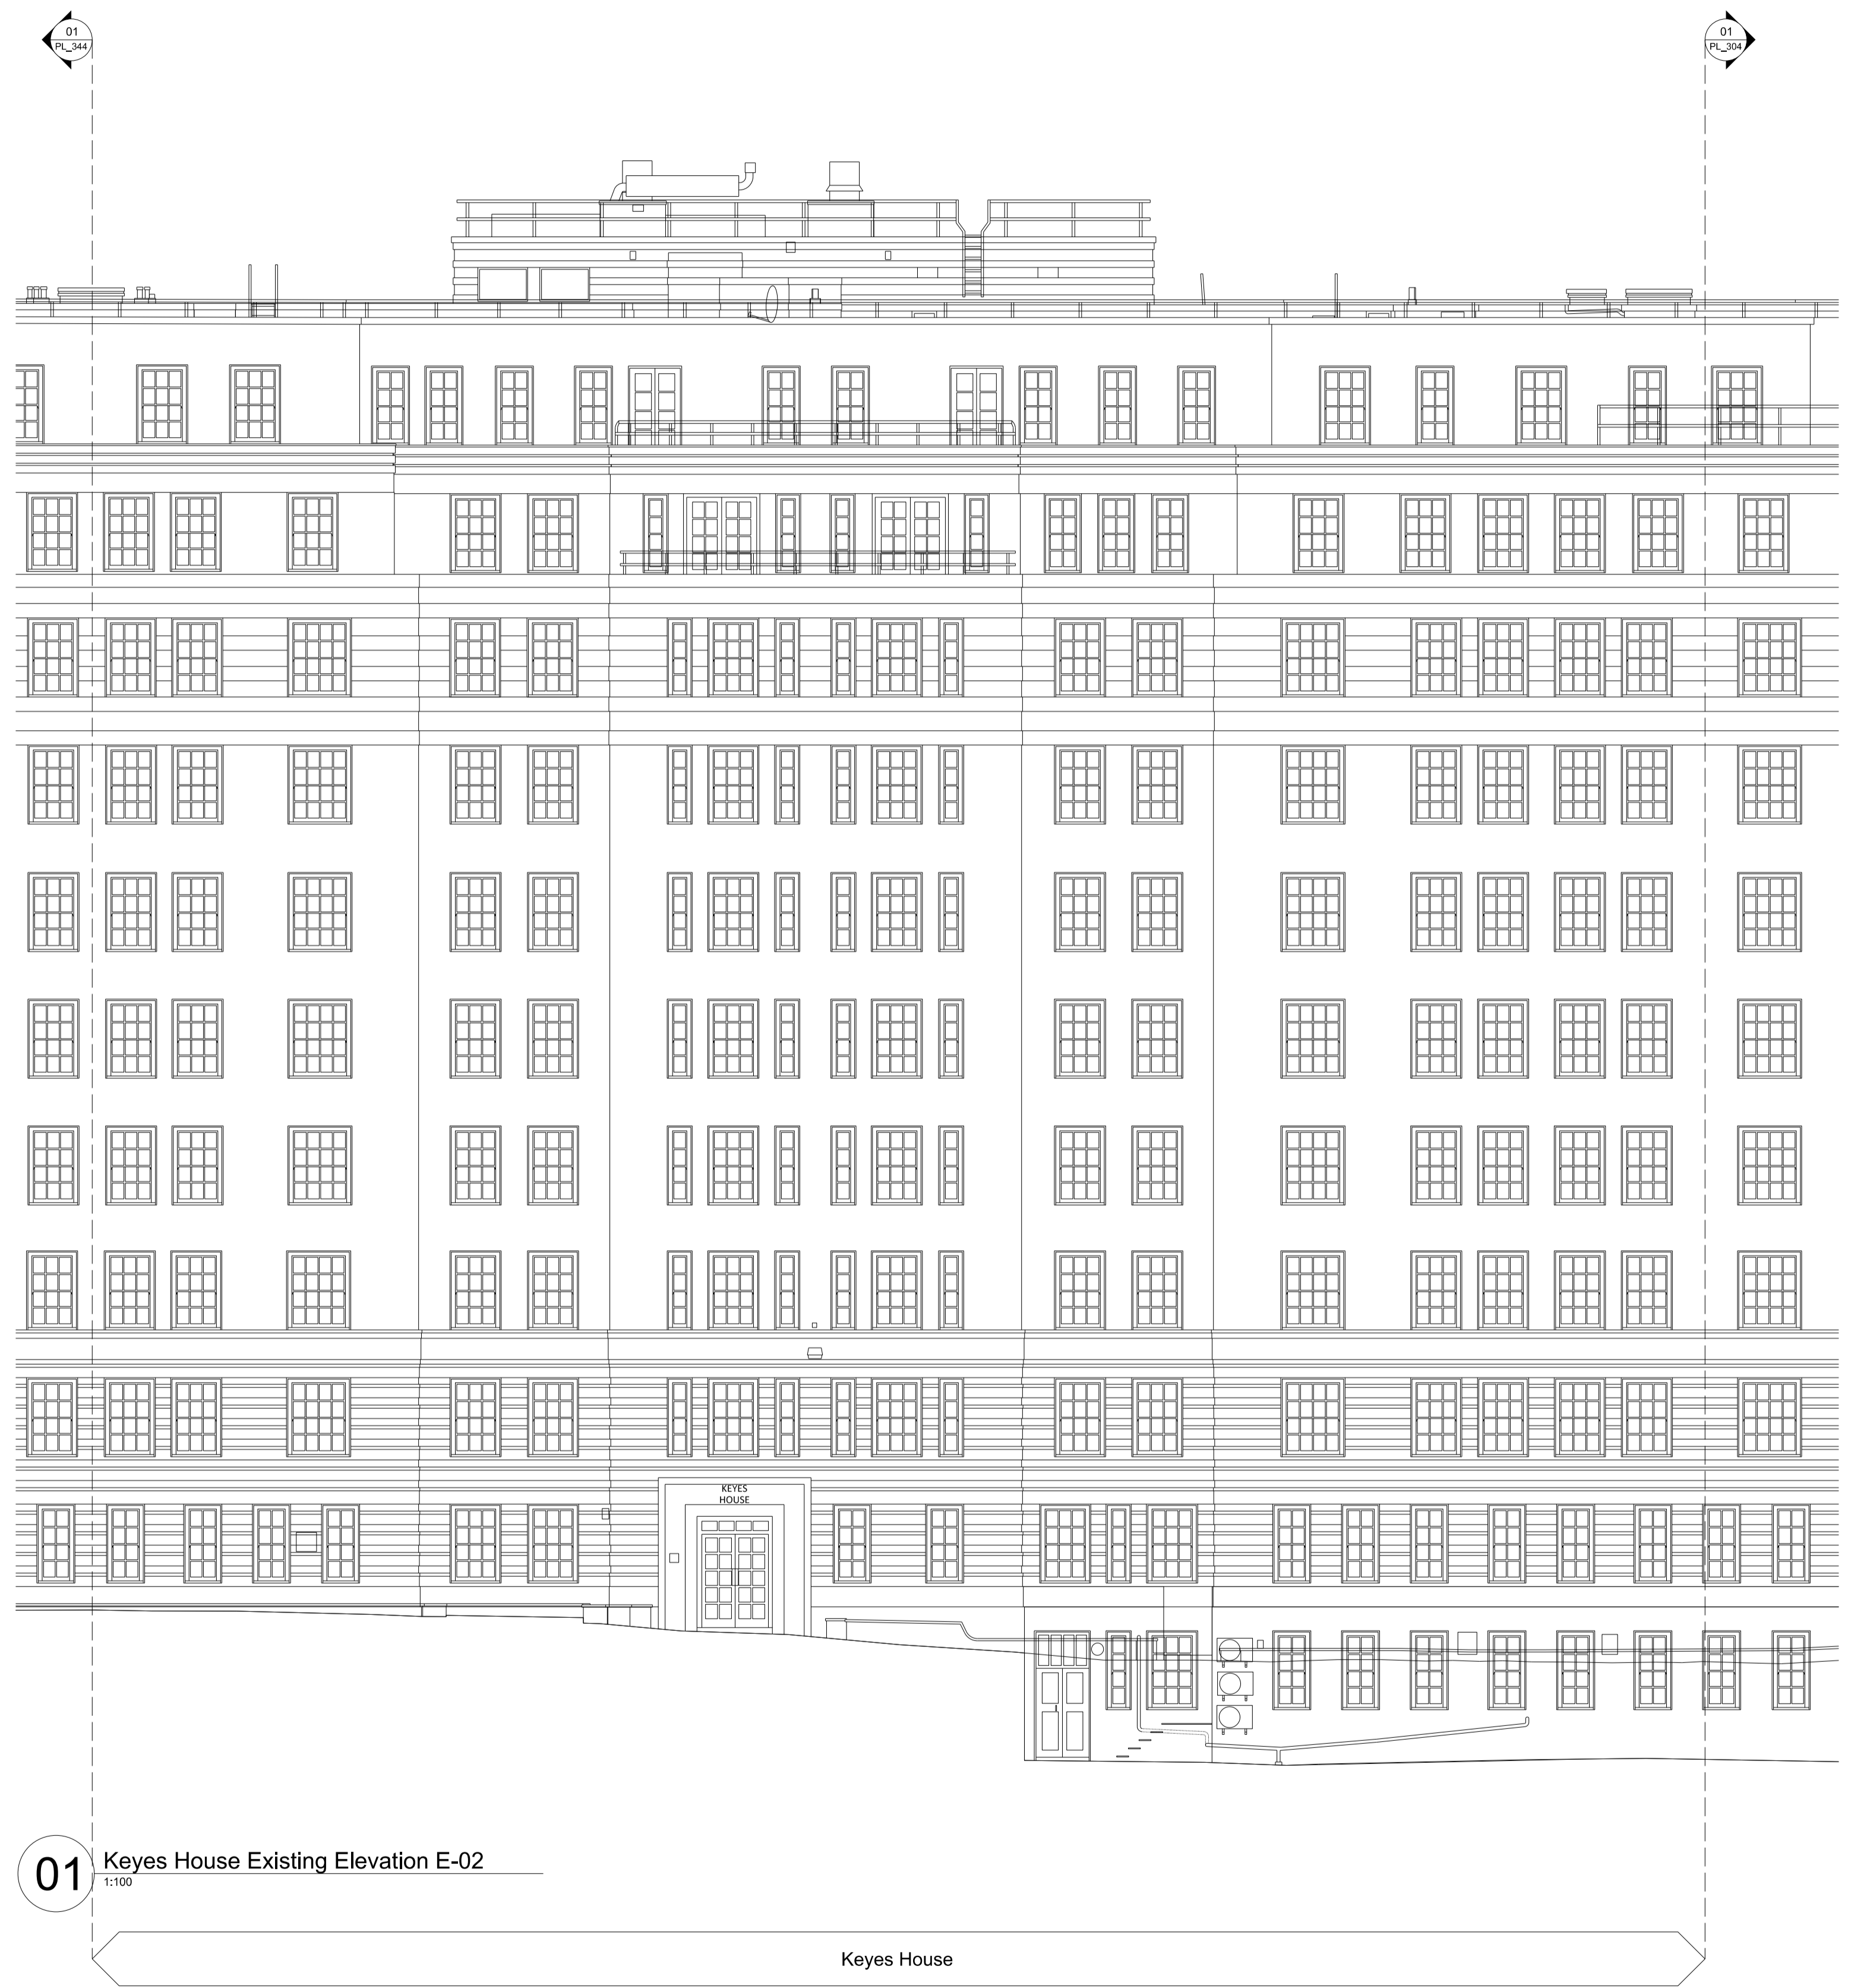 01
PL_344
01
PL_304
KEYES
HOUSE
01
Keyes House Existing Elevation E-02
1:100
Keyes House